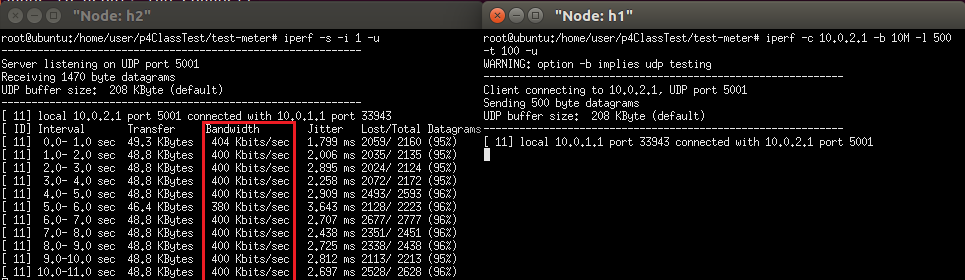 "Node: h2"
root@ubuntu:/home/user/p4ClassTest/test-meter# iperf -s -i 1 -u
------------------------------------------------------------
Server listening on UDP port 5001
Receiving 1470 byte datagrams
UDP buffer size:  208 KByte (default)
------------------------------------------------------------
[ 11] local 10.0.2.1 port 5001 connected with 10.0.1.1 port 33943
[ ID] Interval       Transfer     Bandwidth        Jitter   Lost/Total Datagrams
[ 11]  0.0- 1.0 sec  49.3 KBytes   404 Kbits/sec   1.799 ms 2059/ 2160 (95%)
[ 11]  1.0- 2.0 sec  48.8 KBytes   400 Kbits/sec   2.006 ms 2035/ 2135 (95%)
[ 11]  2.0- 3.0 sec  48.8 KBytes   400 Kbits/sec   2.895 ms 2024/ 2124 (95%)
[ 11]  3.0- 4.0 sec  48.8 KBytes   400 Kbits/sec   2.258 ms 2072/ 2172 (95%)
[ 11]  4.0- 5.0 sec  48.8 KBytes   400 Kbits/sec   2.909 ms 2493/ 2593 (96%)
[ 11]  5.0- 6.0 sec  46.4 KBytes   380 Kbits/sec   3.643 ms 2128/ 2223 (96%)
[ 11]  6.0- 7.0 sec  48.8 KBytes   400 Kbits/sec   2.707 ms 2677/ 2777 (96%)
[ 11]  7.0- 8.0 sec  48.8 KBytes   400 Kbits/sec   2.438 ms 2351/ 2451 (96%)
[ 11]  8.0- 9.0 sec  48.8 KBytes   400 Kbits/sec   2.725 ms 2338/ 2438 (96%)
[ 11]  9.0-10.0 sec  48.8 KBytes   400 Kbits/sec   2.812 ms 2113/ 2213 (95%)
[ 11] 10.0-11.0 sec  48.8 KBytes   400 Kbits/sec   2.697 ms 2528/ 2628 (96%)
"Node: h1"
root@ubuntu:/home/user/p4ClassTest/test-meter# iperf -c 10.0.2.1 -b 10M -l 500
-t 100 -u
WARNING: option -b implies udp testing
------------------------------------------------------------
Client connecting to 10.0.2.1, UDP port 5001
Sending 500 byte datagrams
UDP buffer size:  208 KByte (default)
------------------------------------------------------------
[ 11] local 10.0.1.1 port 33943 connected with 10.0.2.1 port 5001